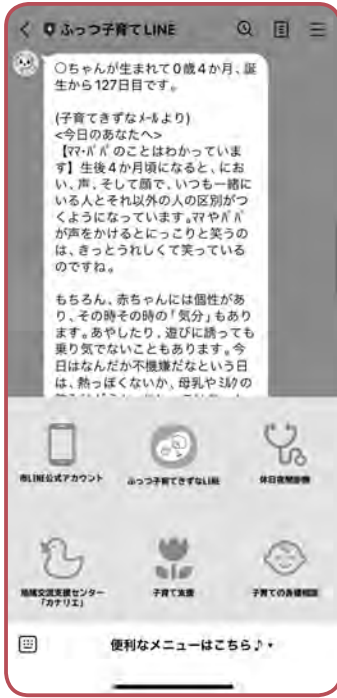 ふっつ子育てLINE
○ちゃんが生まれて0歳4か月、誕
生から127日目です。
(子育てきずなメールより)
<今日のあなたへ>
【ママ・パパのことはわかっていま
す】生後4か月頃になると、にお
い、声、そして顔で、いつも一緒に
いる人とそれ以外の人の区別がつ
くようになっています。ママやパパ
が声をかけるとにっこりと笑うの
は、きっとうれしくて笑っている
のですね。
もちろん、赤ちゃんには個性があ
り、その時その時の「気分」もあり
ます。あやしたり、遊びに誘っても
乗り気でないこともあります。今
日はなんだか不機嫌だなという日
は、熱っぽくないか、母乳やミルクの
市LINE公式アカウント
ふっつ子育てきずなLINE
休日夜間診療
地域交流支援センター
「カナリエ」
子育て支援
子育ての各種相談
便利なメニューはこちら♪▾